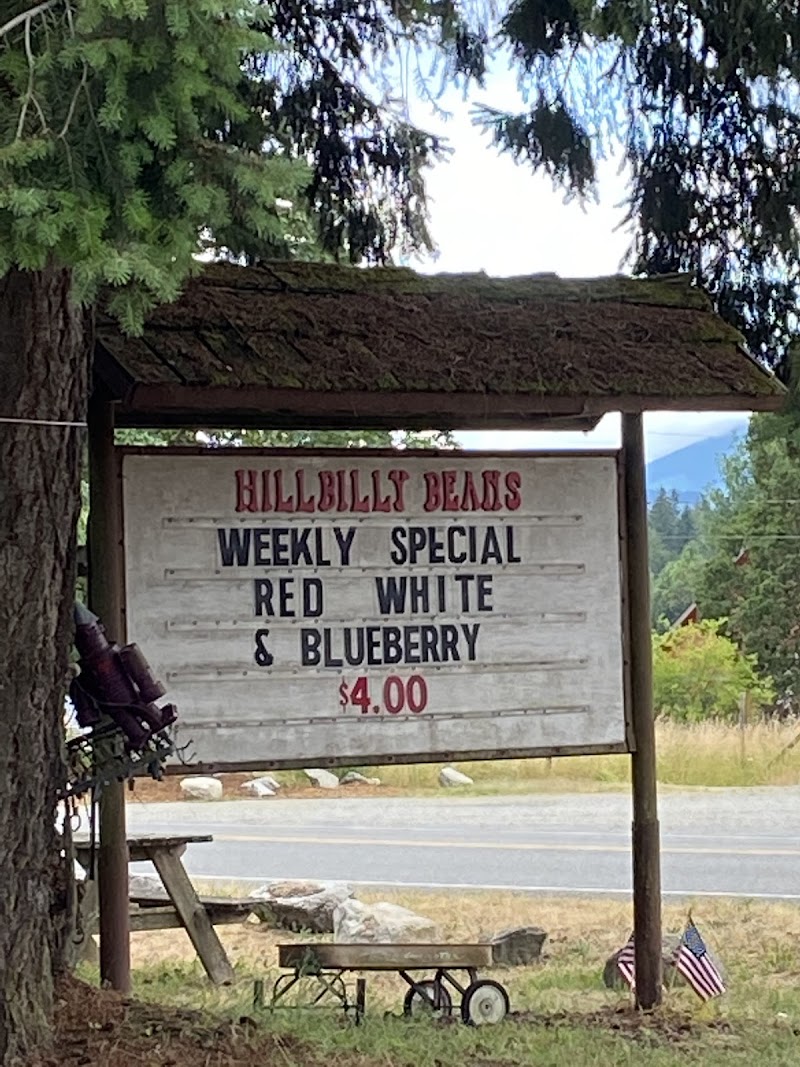 HILLBILLY BEANS
WEEKLY SPECIAL
RED WHITE
& BLUEBERRY
$4.00